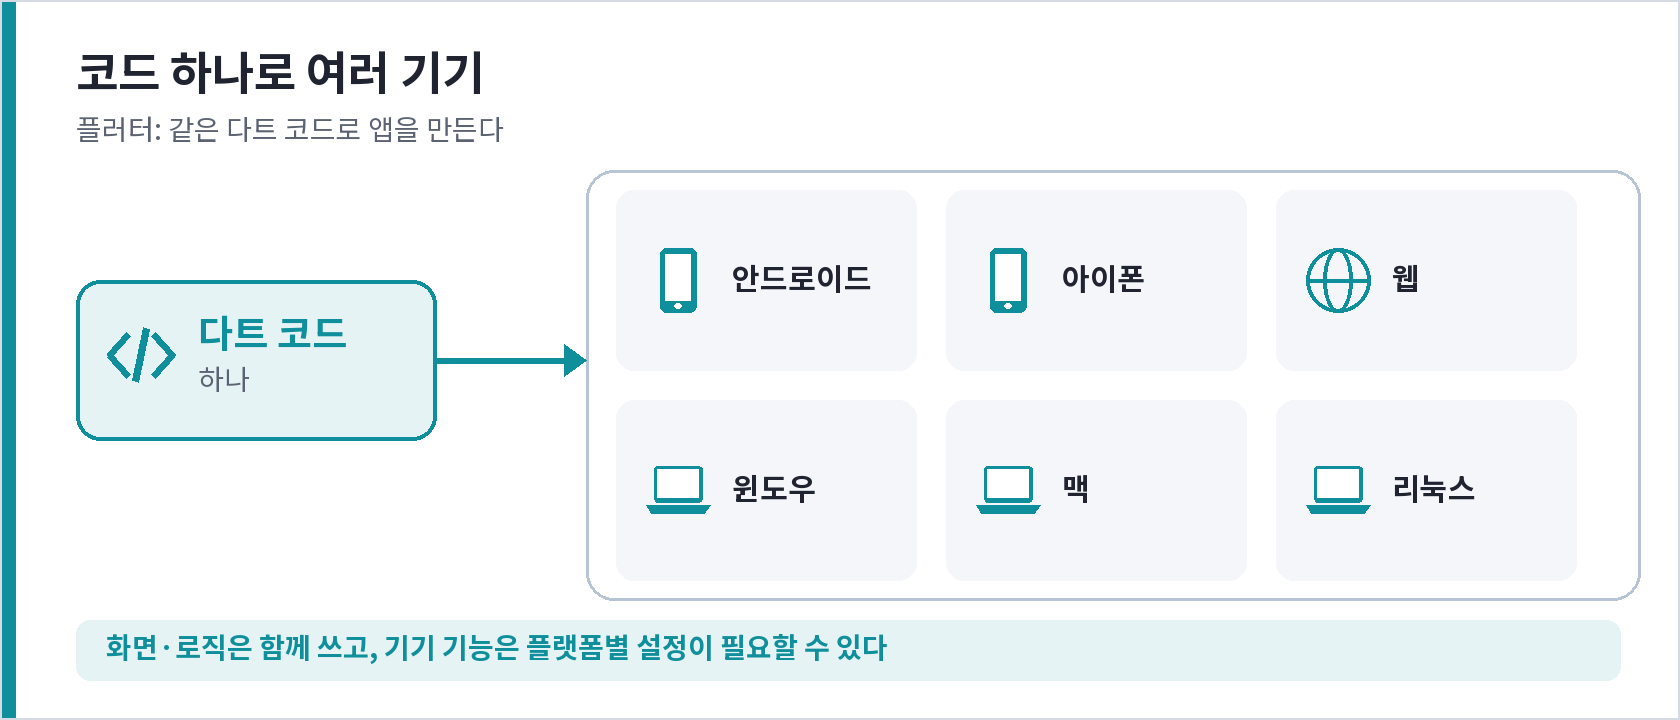 코드 하나로 여러 기기
플러터: 같은 다트 코드로 앱을 만든다
다트 코드
하나
안드로이드
아이폰
웹
윈도우
맥
리눅스
화면·로직은 함께 쓰고, 기기 기능은 플랫폼별 설정이 필요할 수 있다